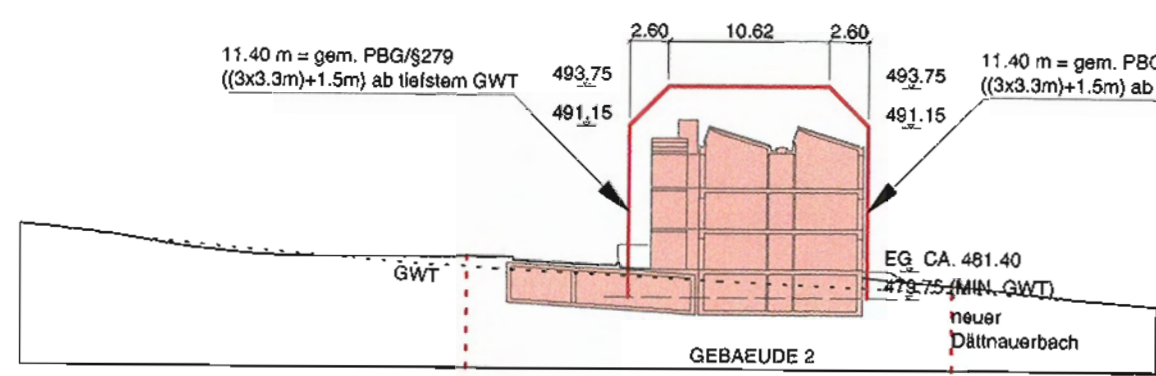 2.60 10.62 2.60
11.40 m = gem. PBG/§279
((3x3.3m)+1.5m) ab tiefstem GWT
493.75
491.15
493.75
491.15
11.40 m = gem. PBG
((3x3.3m)+1.5m) ab
GWT
EG CA. 481.40
479.75 (MIN. GWT)
neuer
Dättnauerbach
GEBAEUDE 2